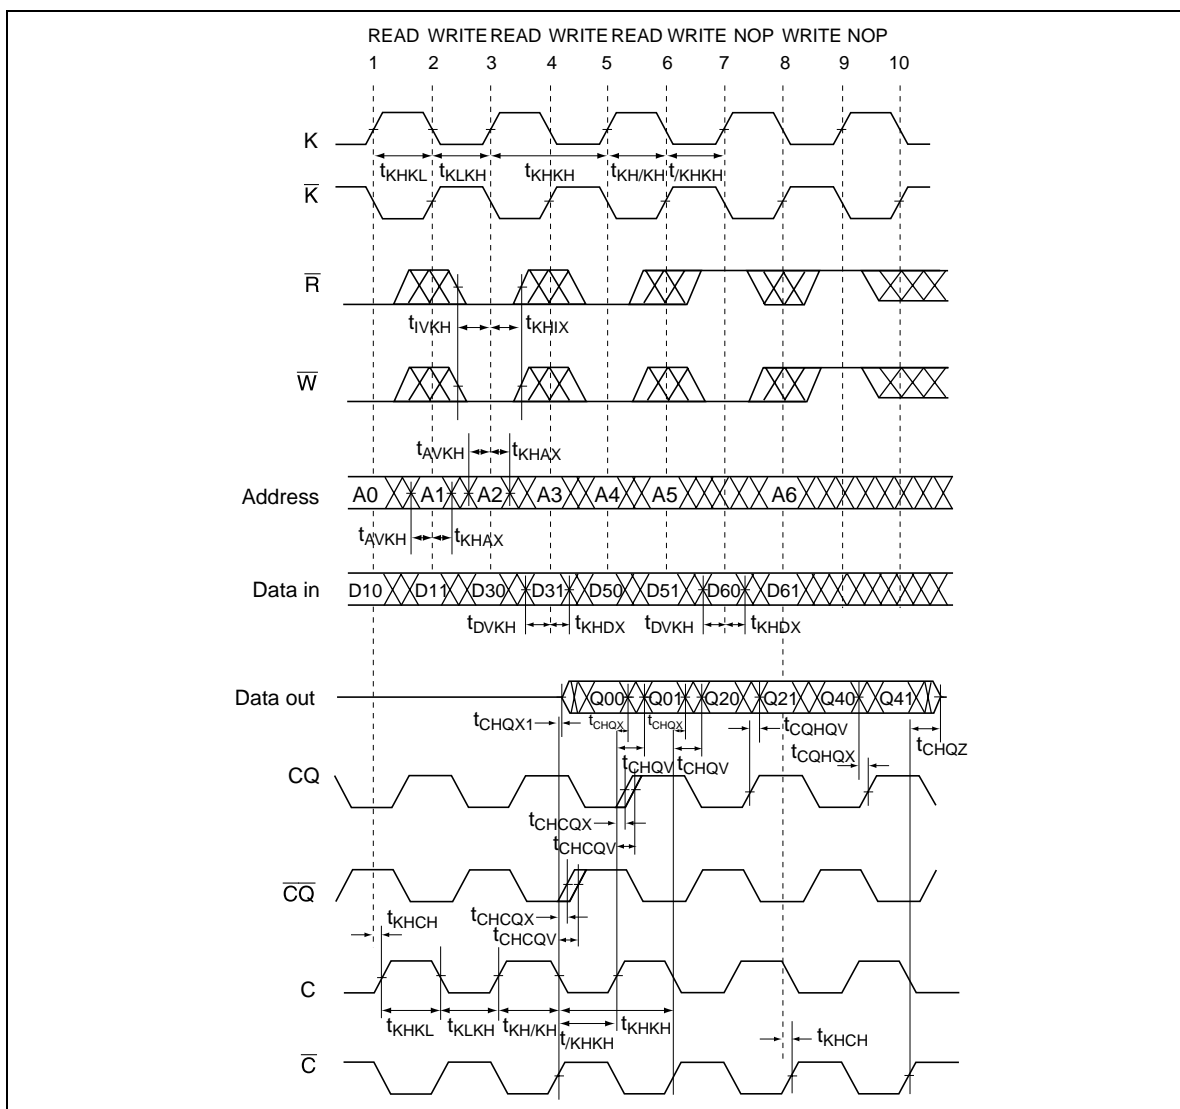 READ WRITE READ WRITE READ WRITE NOP WRITE NOP
1 2 3 4 5 6 7 8 9 10
K
tKHKL tKLKH tKHKH tKH/KH t/KHKH
K̅
R̅
tIVKH tKHIX
W̅
tAVKH tKHAX
Address A0 A1 A2 A3 A4 A5 A6
tAVKH tKHAX
Data in D10 D11 D30 D31 D50 D51 D60 D61
tDVKH tKHDX tDVKH tKHDX
Data out Q00 Q01 Q20 Q21 Q40 Q41
tCHQX1 tCHQX tCHQX tCQHQV
tCQHQX tCHQZ
tCHQV tCHQV
CQ
tCHCQX
tCHCQV
C̅Q̅
tCHCQX
tKHCH
tCHCQV
C
tKHKL tKLKH tKH/KH tKHKH
t/KHKH
tKHCH
C̅